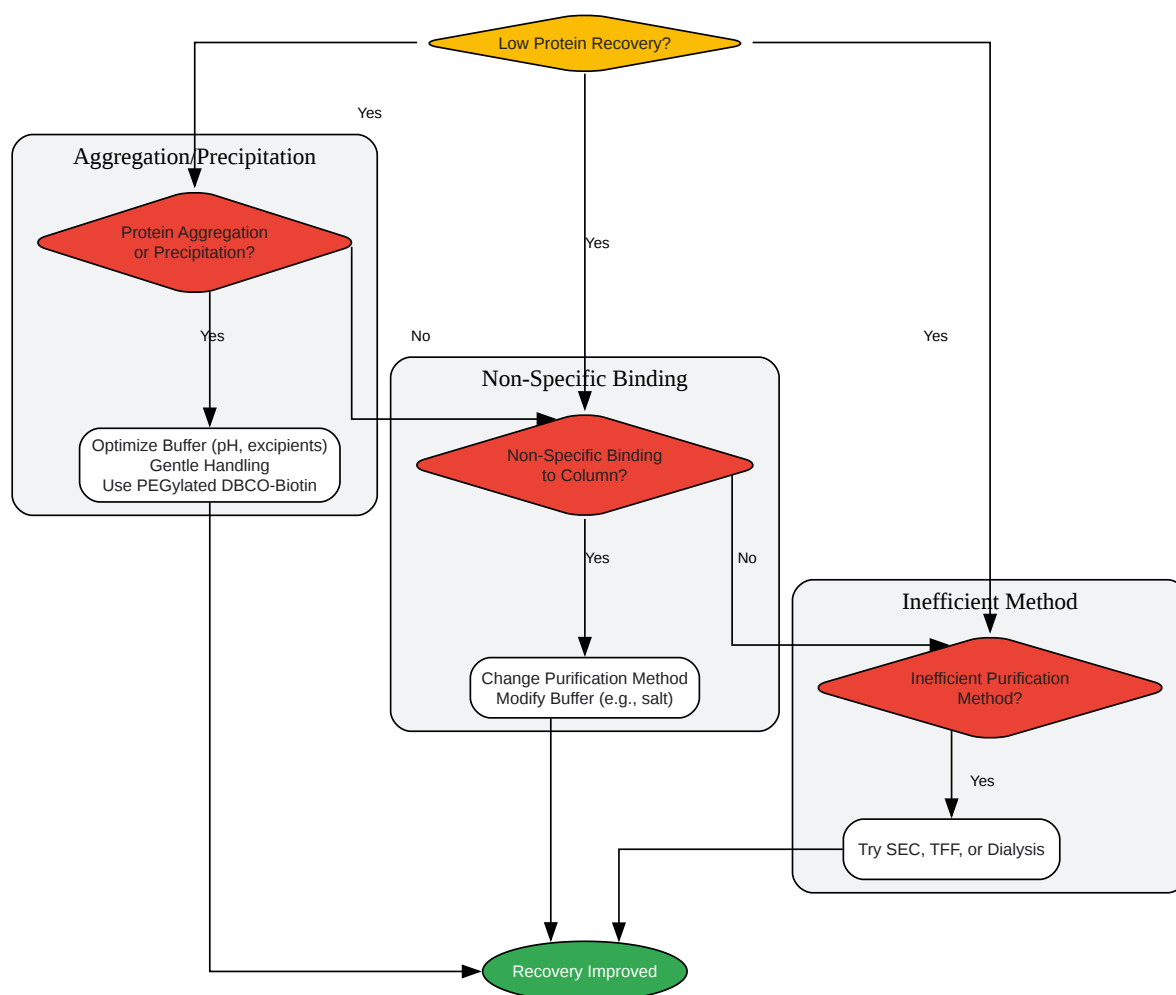 Low Protein Recovery?
Yes
Aggregation/Precipitation
Protein Aggregation
or Precipitation?
Yes
Yes
No
Yes
Non-Specific Binding
Optimize Buffer (pH, excipients)
Gentle Handling
Use PEGylated DBCO-Biotin
Non-Specific Binding
to Column?
Yes
No
Inefficient Method
Change Purification Method
Modify Buffer (e.g., salt)
Inefficient Purification
Method?
Yes
Try SEC, TFF, or Dialysis
Recovery Improved